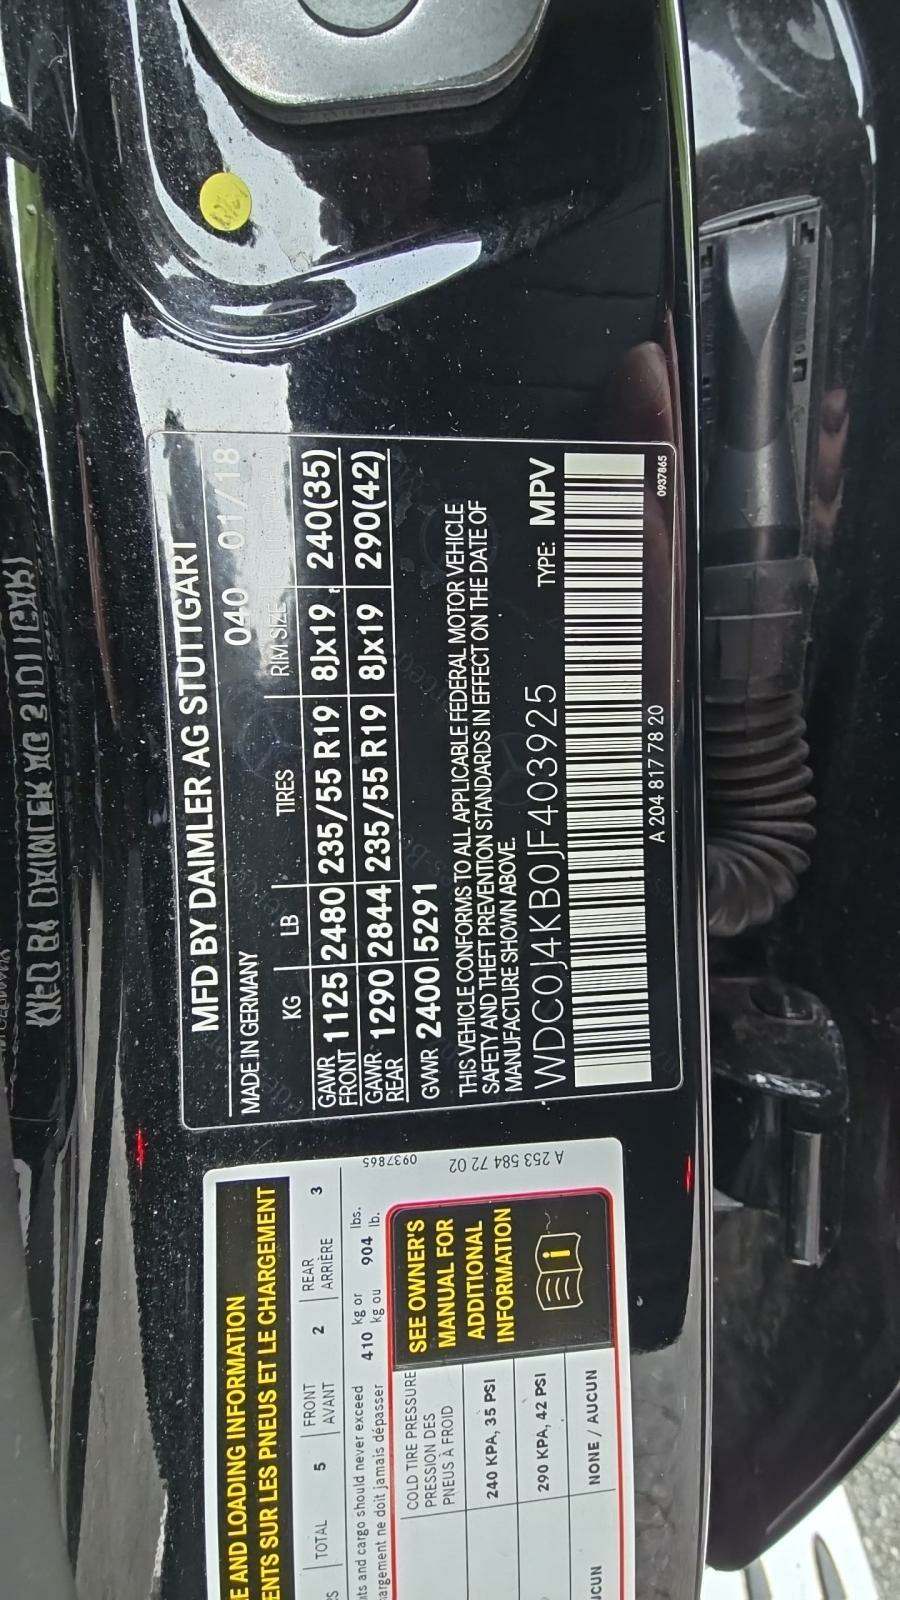 MFD BY DAIMLER AG STUTTGART
MADE IN GERMANY 040 01/18
KG LB TIRES RIM SIZE
GAWR FRONT 1125 2480 235/55 R19 8Jx19 240(35)
GAWR REAR 1290 2844 235/55 R19 8Jx19 290(42)
GVWR 2400 5291
THIS VEHICLE CONFORMS TO ALL APPLICABLE FEDERAL MOTOR VEHICLE
SAFETY AND THEFT PREVENTION STANDARDS IN EFFECT ON THE DATE OF
MANUFACTURE SHOWN ABOVE.
WDC0J4KB0JF403925 TYPE: MPV
A 204 817 78 20 0937865
E AND LOADING INFORMATION
ENTS SUR LES PNEUS ET LE CHARGEMENT
TOTAL 5 FRONT AVANT 2 REAR ARRIÈRE 3
nts and cargo should never exceed 410 kg or 904 lbs.
argement ne doit jamais dépasser kg ou lb.
COLD TIRE PRESSURE
PRESSION DES
PNEUS À FROID
240 KPA, 35 PSI
290 KPA, 42 PSI
NONE / AUCUN
SEE OWNER'S
MANUAL FOR
ADDITIONAL
INFORMATION
0937865
A 253 584 72 02